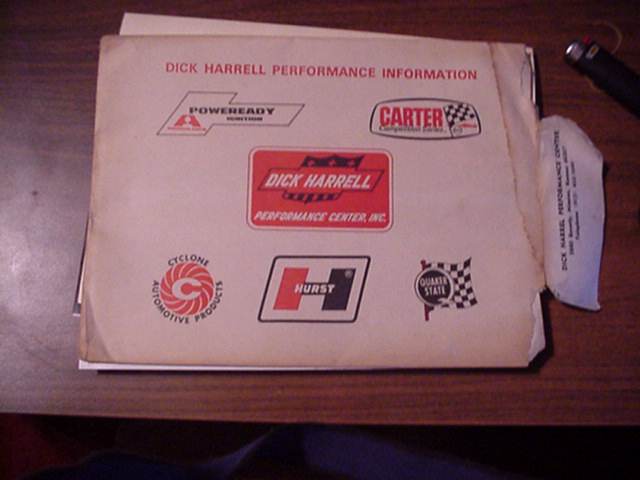 DICK HARRELL PERFORMANCE INFORMATION
POWEREADY
IGNITION
CARTER
Competition Series
DICK HARRELL
PERFORMANCE CENTER, INC.
CYCLONE
AUTOMOTIVE PRODUCTS
HURST
QUAKER
STATE
DICK HARREL PERFORMANCE CENTER